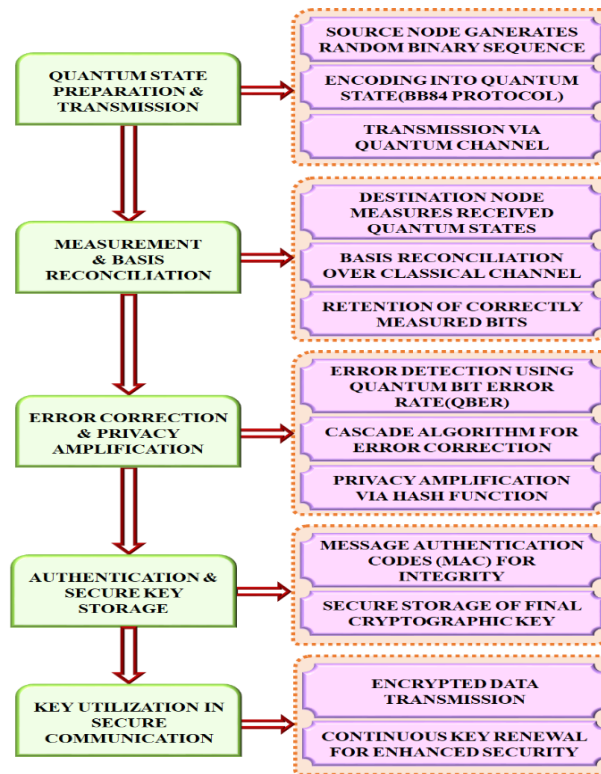 QUANTUM STATE
PREPARATION &
TRANSMISSION
SOURCE NODE GANERATES
RANDOM BINARY SEQUENCE
ENCODING INTO QUANTUM
STATE(BB84 PROTOCOL)
TRANSMISSION VIA
QUANTUM CHANNEL
MEASUREMENT
& BASIS
RECONCILIATION
DESTINATION NODE
MEASURES RECEIVED
QUANTUM STATES
BASIS RECONCILIATION
OVER CLASSICAL CHANNEL
RETENTION OF CORRECTLY
MEASURED BITS
ERROR CORRECTION
& PRIVACY
AMPLIFICATION
ERROR DETECTION USING
QUANTUM BIT ERROR
RATE(QBER)
CASCADE ALGORITHM FOR
ERROR CORRECTION
PRIVACY AMPLIFICATION
VIA HASH FUNCTION
AUTHENTICATION &
SECURE KEY
STORAGE
MESSAGE AUTHENTICATION
CODES (MAC) FOR
INTEGRITY
SECURE STORAGE OF FINAL
CRYPTOGRAPHIC KEY
KEY UTILIZATION IN
SECURE
COMMUNICATION
ENCRYPTED DATA
TRANSMISSION
CONTINUOUS KEY RENEWAL
FOR ENHANCED SECURITY